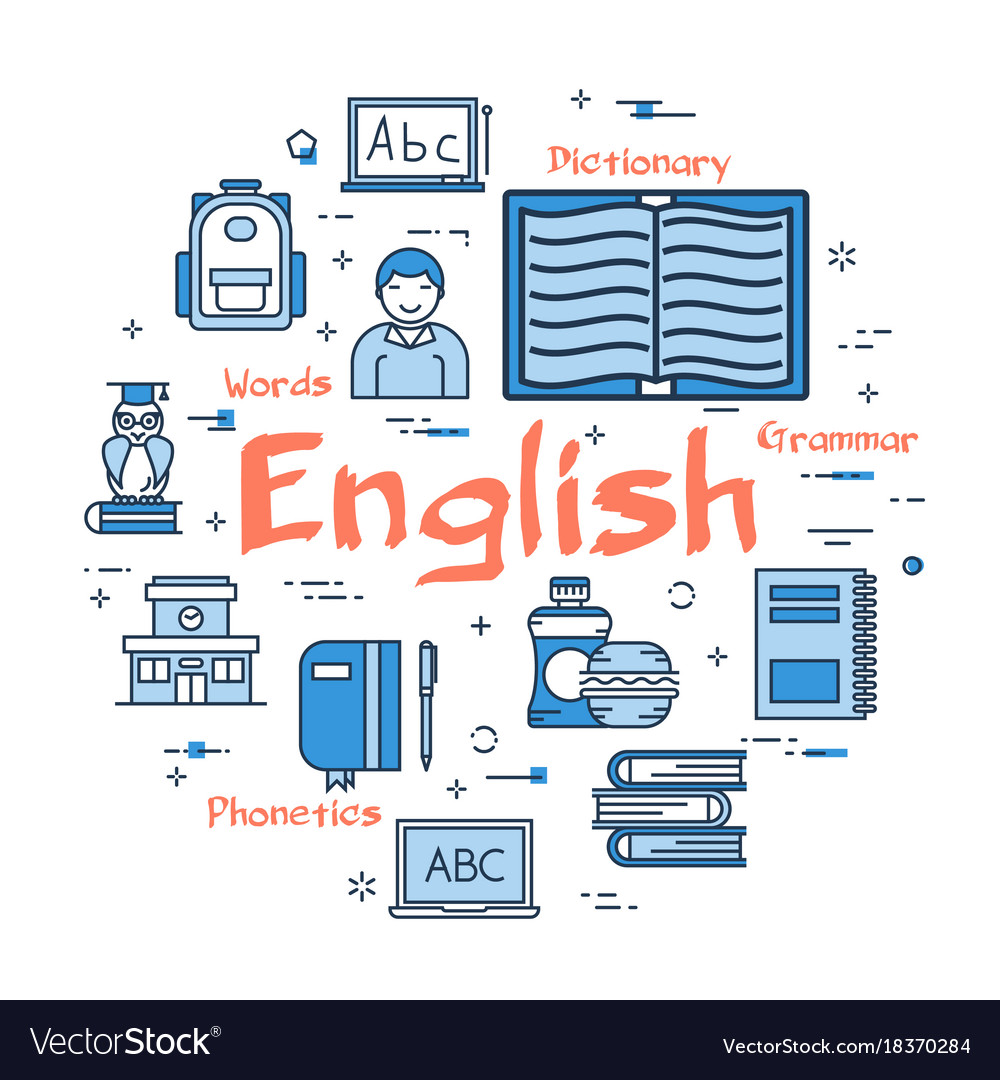 Abc
Dictionary
Words
Grammar
English
Phonetics
ABC
VectorStock®
VectorStock.com/18370284